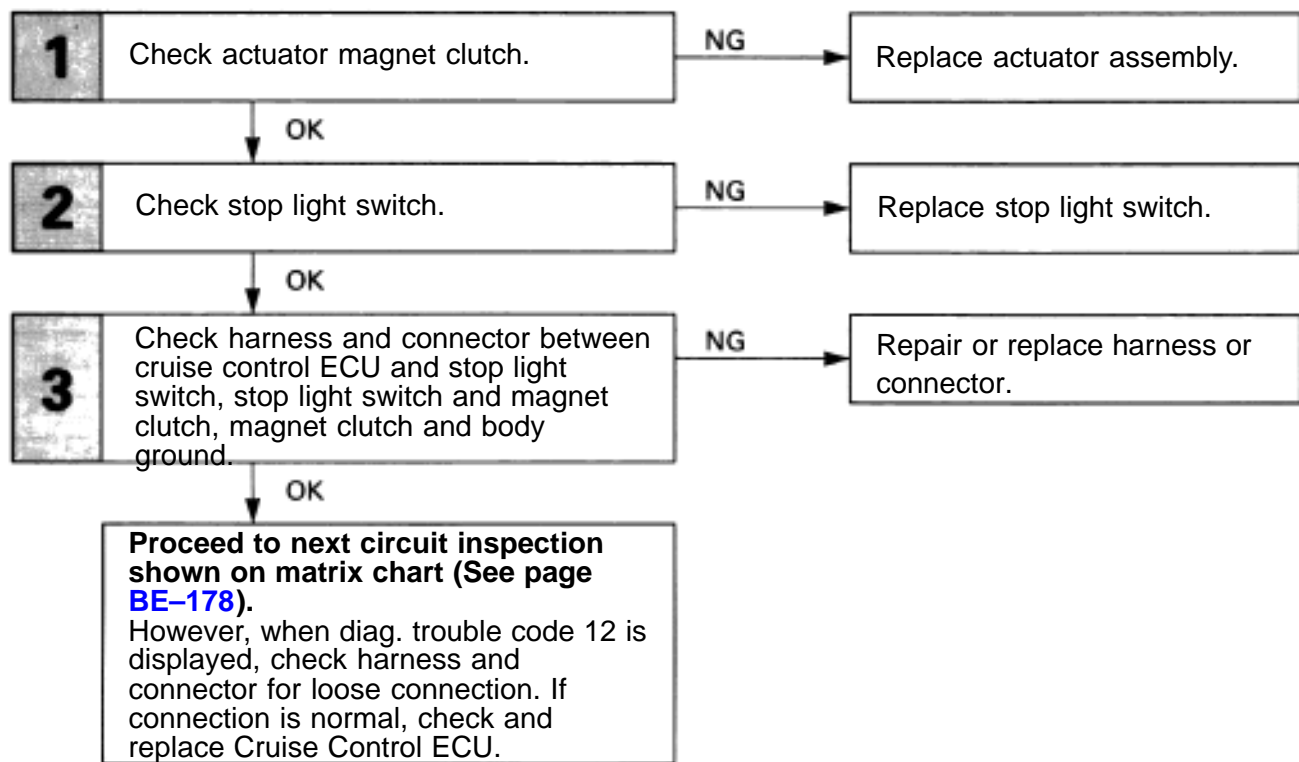 1
Check actuator magnet clutch.
NG
Replace actuator assembly.
OK
2
Check stop light switch.
NG
Replace stop light switch.
OK
3
Check harness and connector between
cruise control ECU and stop light
switch, stop light switch and magnet
clutch, magnet clutch and body
ground.
NG
Repair or replace harness or
connector.
OK
Proceed to next circuit inspection
shown on matrix chart (See page
BE–178).
However, when diag. trouble code 12 is
displayed, check harness and
connector for loose connection. If
connection is normal, check and
replace Cruise Control ECU.